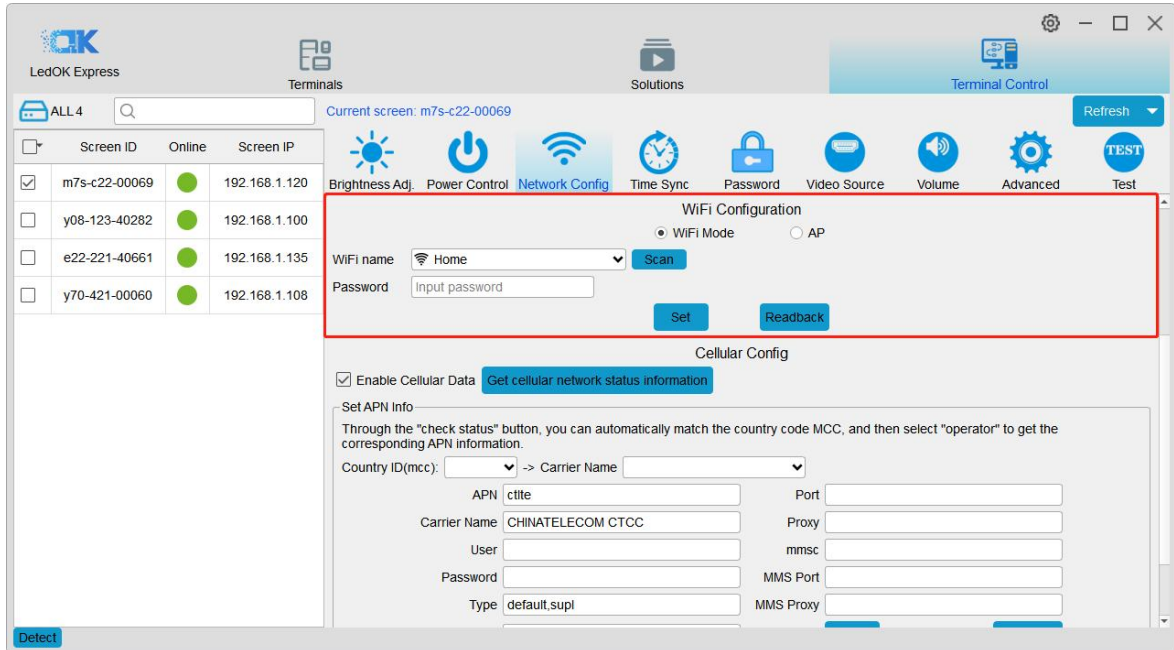 LedOK Express
Terminals
Solutions
Terminal Control
ALL 4
Current screen: m7s-c22-00069
Refresh
Screen ID Online Screen IP
m7s-c22-00069 192.168.1.120
y08-123-40282 192.168.1.100
e22-221-40661 192.168.1.135
y70-421-00060 192.168.1.108
Brightness Adj. Power Control Network Config Time Sync Password Video Source Volume Advanced TEST Test
WiFi Configuration
WiFi Mode AP
WiFi name Home Scan
Password Input password
Set Readback
Cellular Config
Enable Cellular Data Get cellular network status information
Set APN Info
Through the "check status" button, you can automatically match the country code MCC, and then select "operator" to get the
corresponding APN information.
Country ID(mcc): -> Carrier Name
APN ctlte Port
Carrier Name CHINATELECOM CTCC Proxy
User mmsc
Password MMS Port
Type default,supl MMS Proxy
Detect